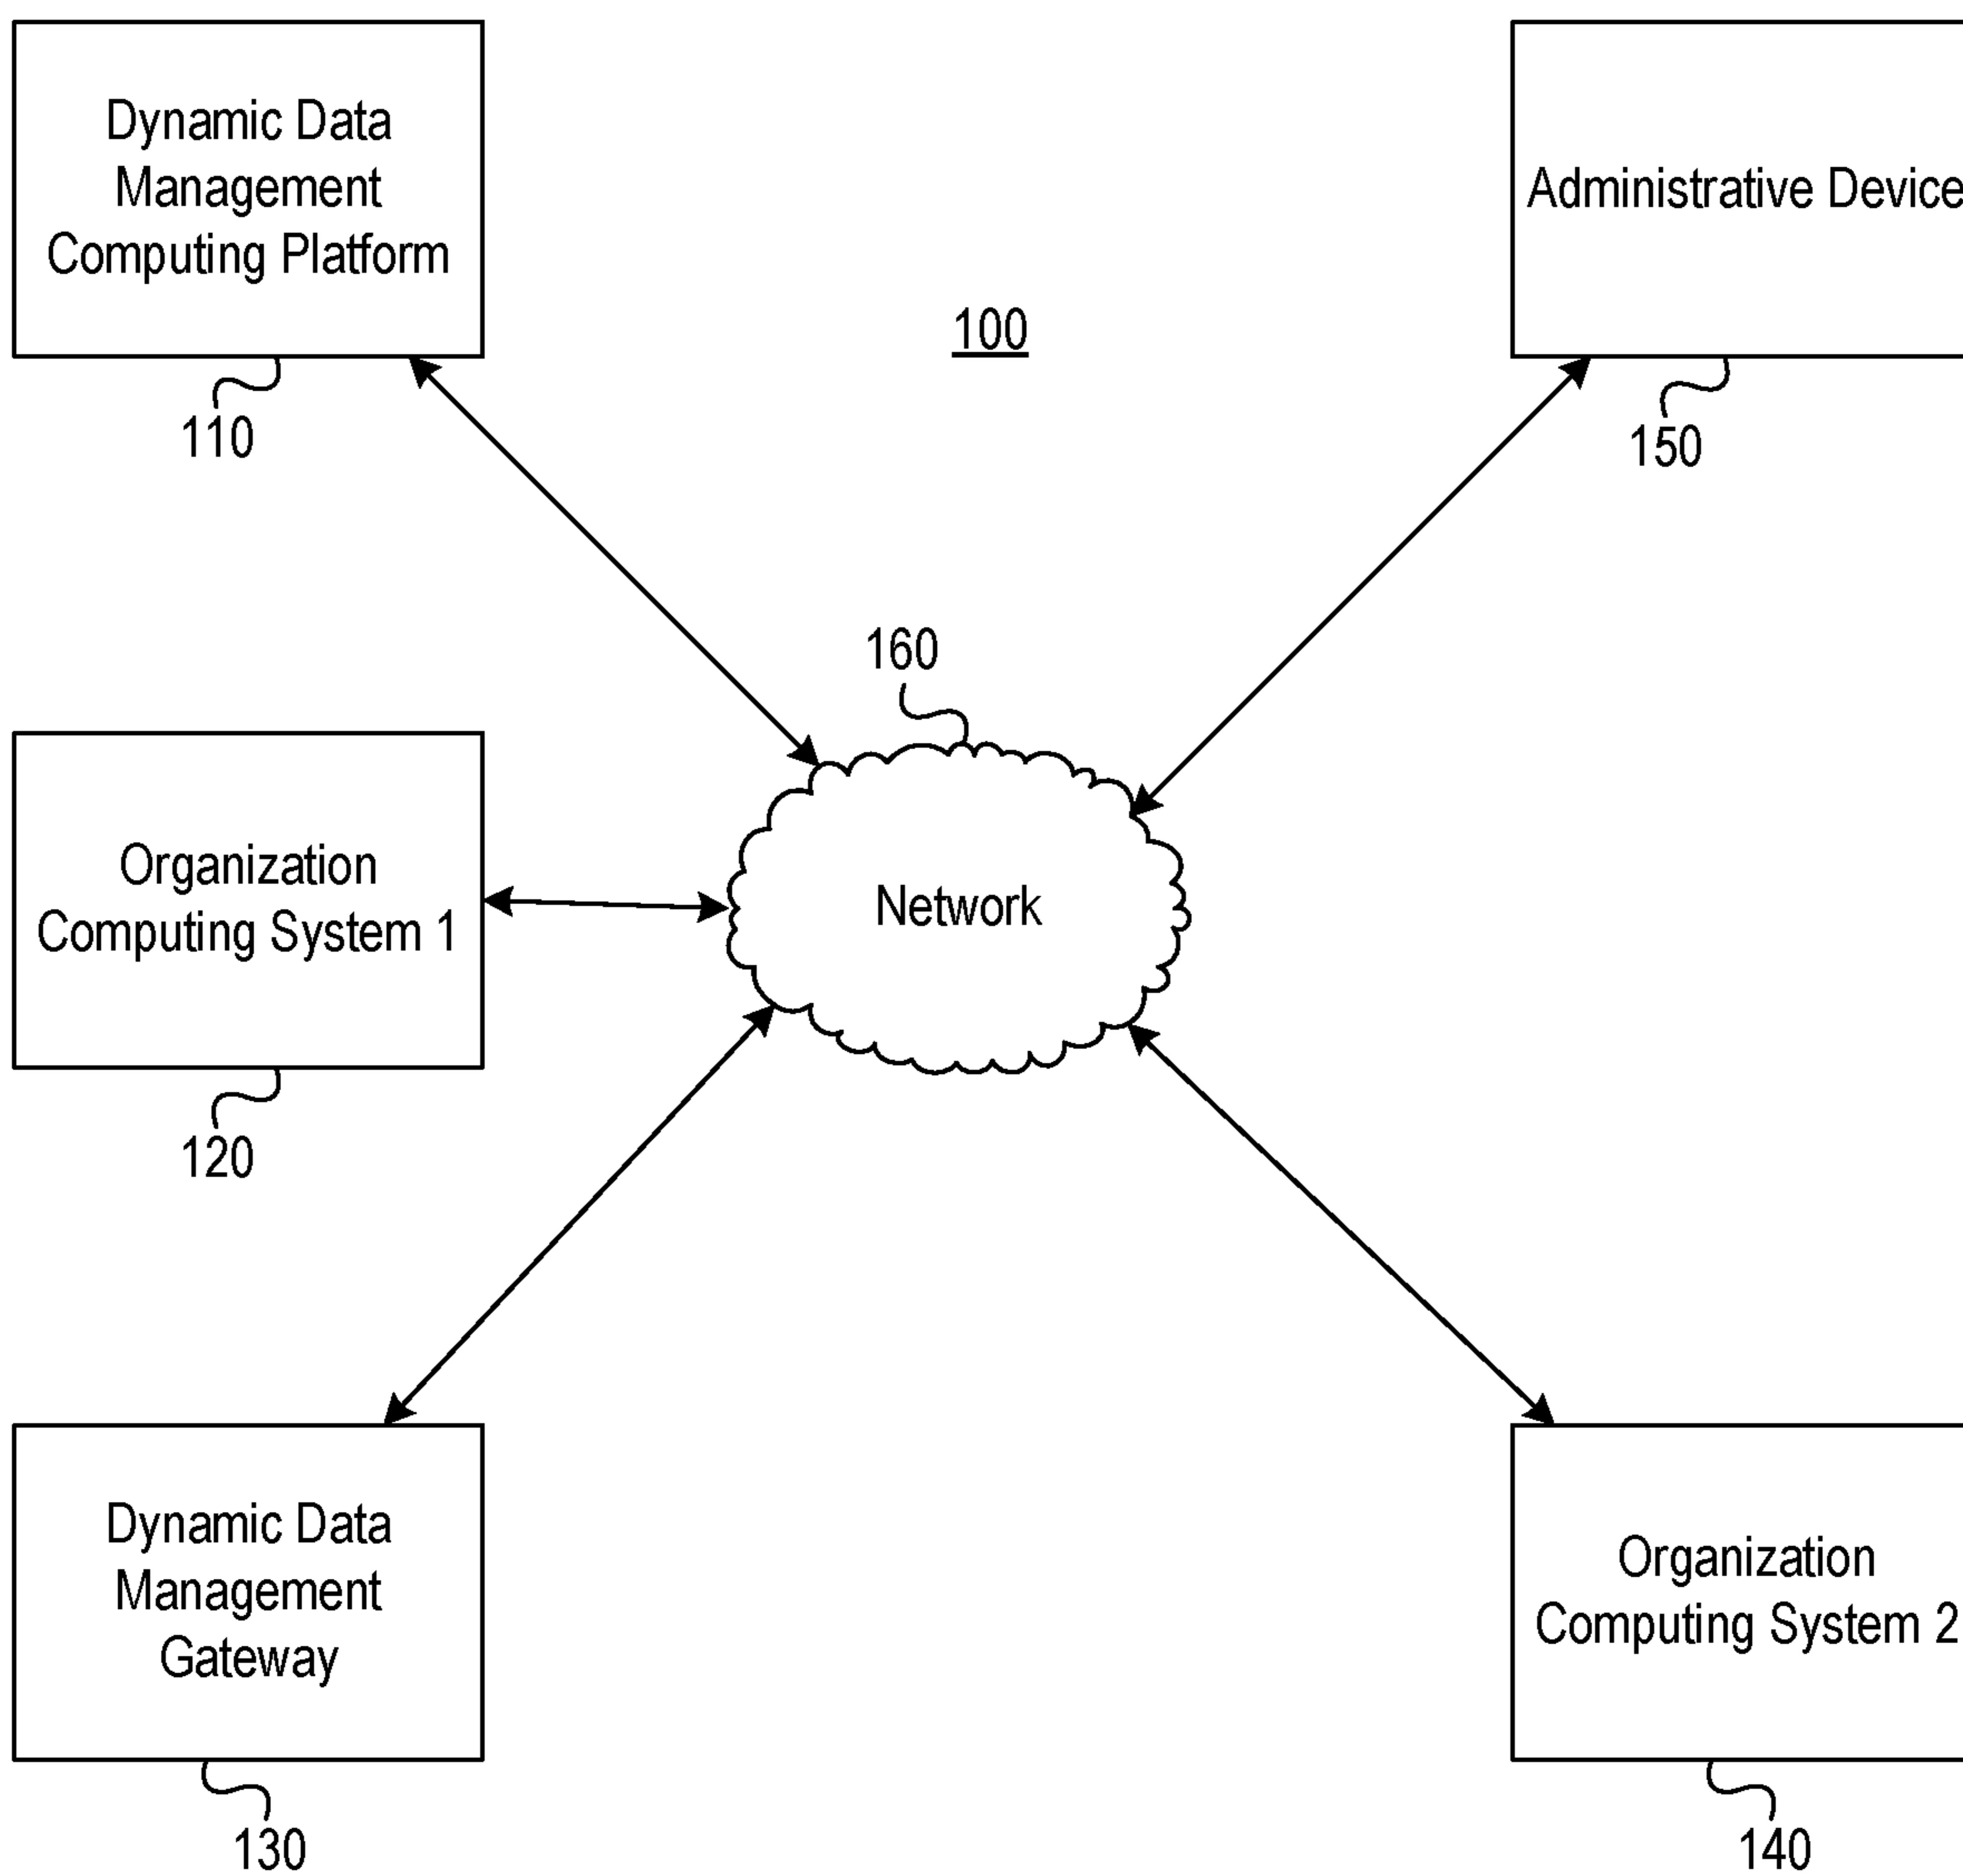 Dynamic Data
Management
Computing Platform
110
100
Administrative Device
150
160
Organization
Computing System 1
120
Network
Dynamic Data
Management
Gateway
130
Organization
Computing System 2
140